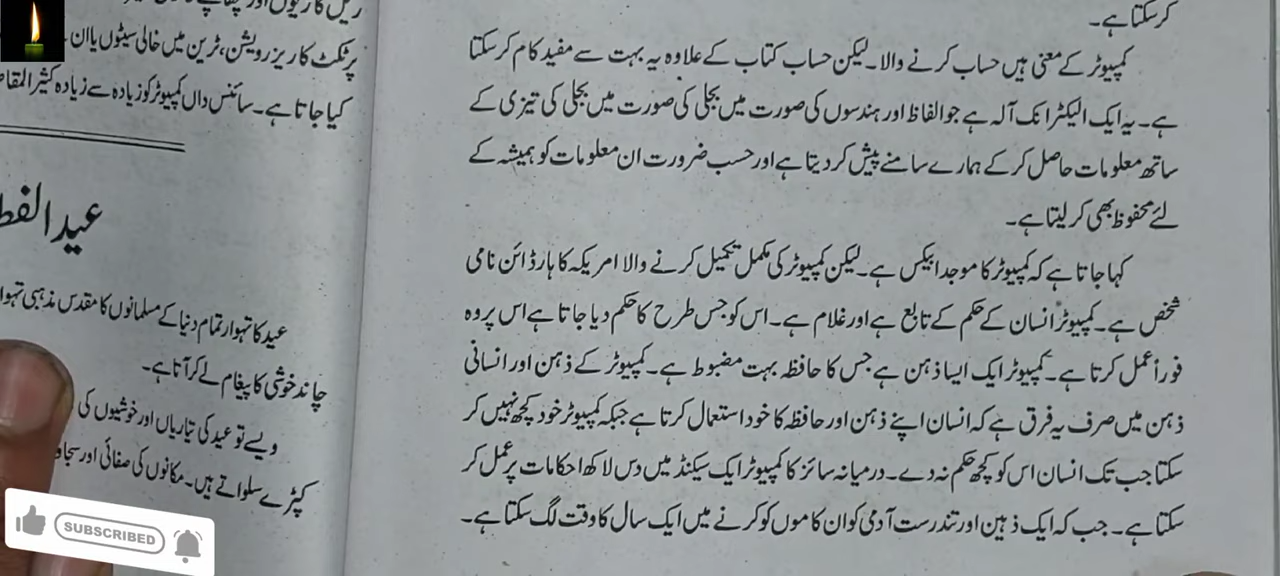 کرسکتا ہے۔
کمپیوٹر کے معنی ہیں حساب کرنے والا۔ لیکن حساب کتاب کے علاوہ یہ بہت سے مفید کام کرسکتا
ہے۔ یہ ایک الیکٹرانک آلہ ہے جو الفاظ اور ہندسوں کی صورت میں بجلی کی صورت میں بجلی کی تیزی کے
ساتھ معلومات حاصل کرکے ہمارے سامنے پیش کردیتا ہے اور حسب ضرورت ان معلومات کو ہمیشہ کے
لئے محفوظ بھی کرلیتا ہے۔
کہا جاتا ہے کہ کمپیوٹر کا موجد ابیکس ہے۔ لیکن کمپیوٹر کی مکمل تکمیل کرنے والا امریکہ کا ہارڈ ائن نامی
شخص ہے۔ کمپیوٹر انسان کے حکم کے تابع ہے اور غلام ہے۔ اس کو جس طرح کا حکم دیا جاتا ہے اس پر وہ
فوراً عمل کرتا ہے۔ کمپیوٹر ایک ایسا ذہن ہے جس کا حافظہ بہت مضبوط ہے۔ کمپیوٹر کے ذہن اور انسانی
ذہن میں صرف یہ فرق ہے کہ انسان اپنے ذہن اور حافظہ کا خود استعمال کرتا ہے جبکہ کمپیوٹر خود کچھ نہیں کر
سکتا جب تک انسان اس کو کچھ حکم نہ دے۔ درمیانہ سائز کا کمپیوٹر ایک سیکنڈ میں دس لاکھ احکامات پر عمل کر
سکتا ہے۔ جب کہ ایک ذہین اور تندرست آدمی کو ان کاموں کو کرنے میں ایک سال کا وقت لگ سکتا ہے۔
پر ٹکٹ کا ریزرویشن، ٹرین میں خالی سیٹوں یا ان
کیا جاتا ہے۔ سائنس داں کمپیوٹر کو زیادہ سے زیادہ کثیر
عید
عید کا تہوار تمام دنیا کے مسلمانوں کا مقدس مذہبی
چاند خوشی کا پیغام لے کر آتا ہے۔
ویسے تو عید کی تیاریاں اور خوشیوں کی
کپڑے سلواتے ہیں۔ مکانوں کی صفائی اور
SUBSCRIBED